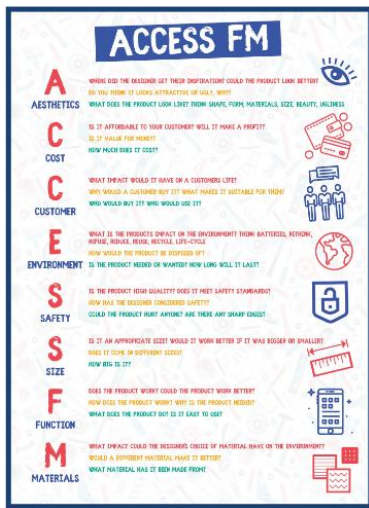 ACCESS FM
A
AESTHETICS
WHERE DID THE DESIGNER GET THEIR INSPIRATION? COULD THE PRODUCT LOOK BETTER?
DO YOU THINK IT LOOKS ATTRACTIVE OR UGLY, WHY?
WHAT DOES THE PRODUCT LOOK LIKE? THINK SHAPE, FORM, MATERIALS, SIZE, BEAUTY, UGLINESS
C
COST
IS IT AFFORDABLE TO YOUR CUSTOMER? WILL IT MAKE A PROFIT?
IS IT VALUE FOR MONEY?
HOW MUCH DOES IT COST?
C
CUSTOMER
WHAT IMPACT WOULD IT HAVE ON A CUSTOMERS LIFE?
WHY WOULD A CUSTOMER BUY IT? WHAT MAKES IT SUITABLE FOR THEM?
WHO WOULD BUY IT? WHO WOULD USE IT?
E
ENVIRONMENT
WHAT IS THE PRODUCTS IMPACT ON THE ENVIRONMENT? THINK BATTERIES, RETHINK,
REFUSE, REDUCE, REUSE, RECYCLE, LIFE-CYCLE
HOW WOULD THE PRODUCT BE DISPOSED OF?
IS THE PRODUCT NEEDED OR WANTED? HOW LONG WILL IT LAST?
S
SAFETY
IS THE PRODUCT HIGH QUALITY? DOES IT MEET SAFETY STANDARDS?
HOW HAS THE DESIGNER CONSIDERED SAFETY?
COULD THE PRODUCT HURT ANYONE? ARE THERE ANY SHARP EDGES?
S
SIZE
IS IT AN APPROPRIATE SIZE? WOULD IT WORK BETTER IF IT WAS BIGGER OR SMALLER?
DOES IT COME IN DIFFERENT SIZES?
HOW BIG IS IT?
F
FUNCTION
DOES THE PRODUCT WORK? COULD THE PRODUCT WORK BETTER?
HOW DOES THE PRODUCT WORK? WHY IS THE PRODUCT NEEDED?
WHAT DOES THE PRODUCT DO? IS IT EASY TO USE?
M
MATERIALS
WHAT IMPACT COULD THE DESIGNER'S CHOICE OF MATERIAL HAVE ON THE ENVIRONMENT?
WOULD A DIFFERENT MATERIAL MAKE IT BETTER?
WHAT MATERIAL HAS IT BEEN MADE FROM?